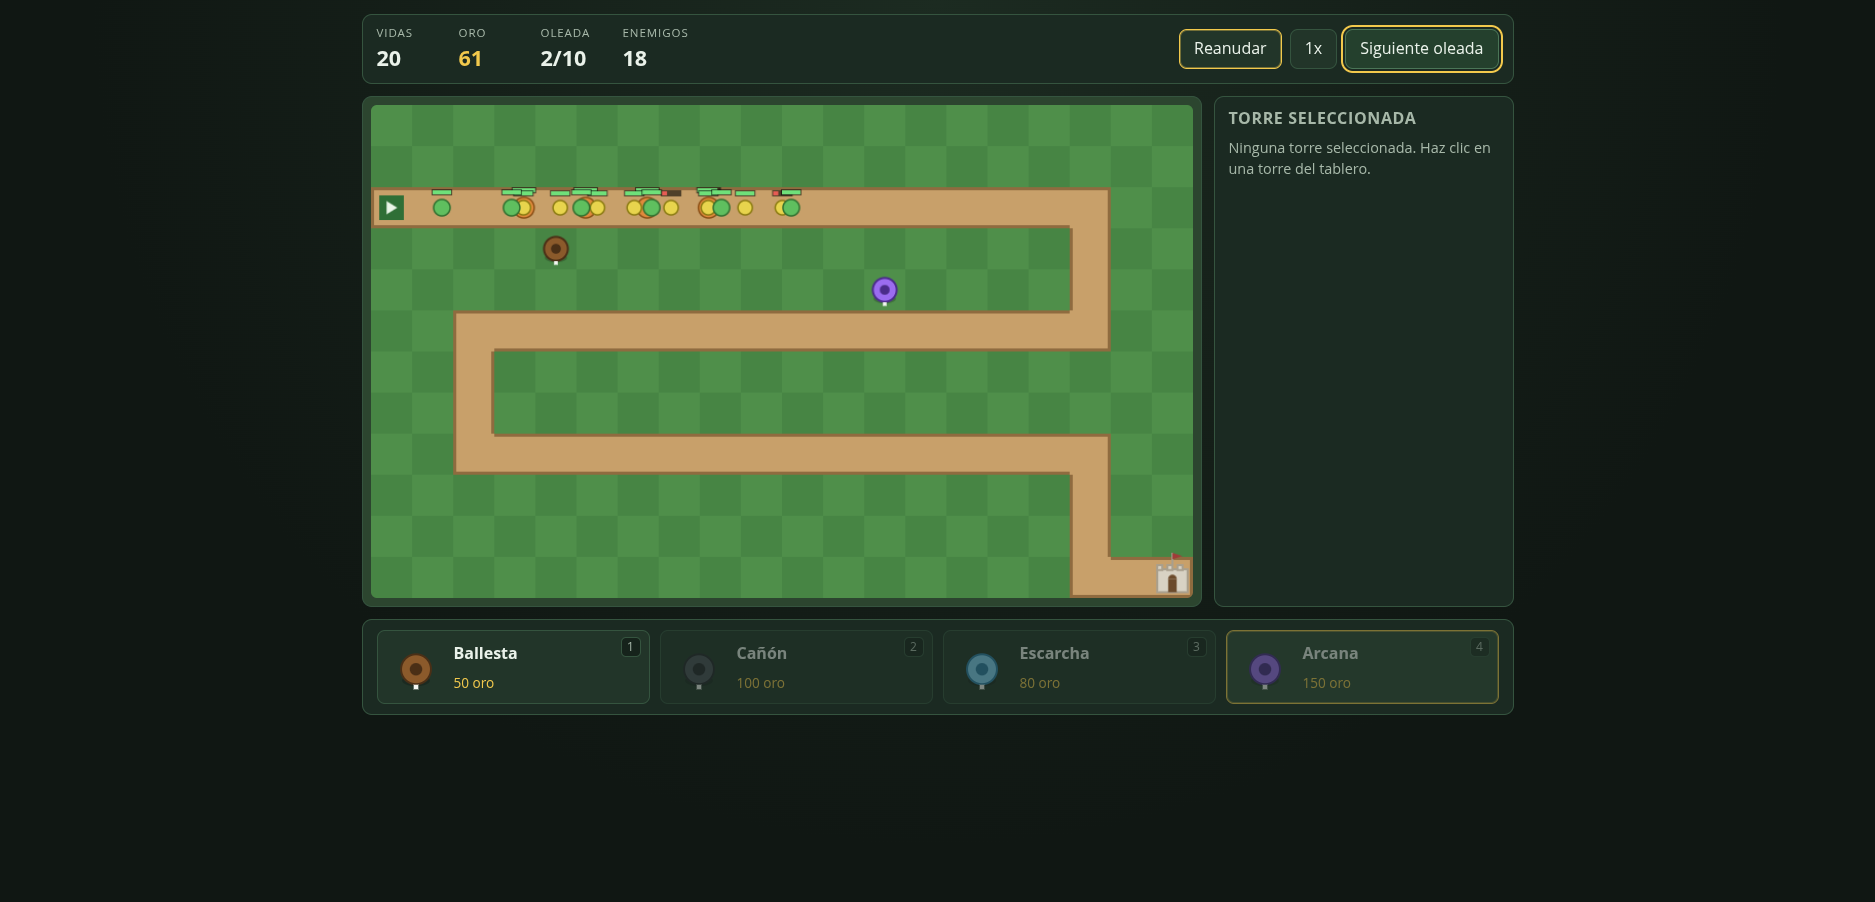 VIDAS
20
ORO
61
OLEADA
2/10
ENEMIGOS
18
Reanudar
1x
Siguiente oleada
TORRE SELECCIONADA
Ninguna torre seleccionada. Haz clic en
una torre del tablero.
Ballesta
50 oro
1
Cañón
100 oro
2
Escarcha
80 oro
3
Arcana
150 oro
4